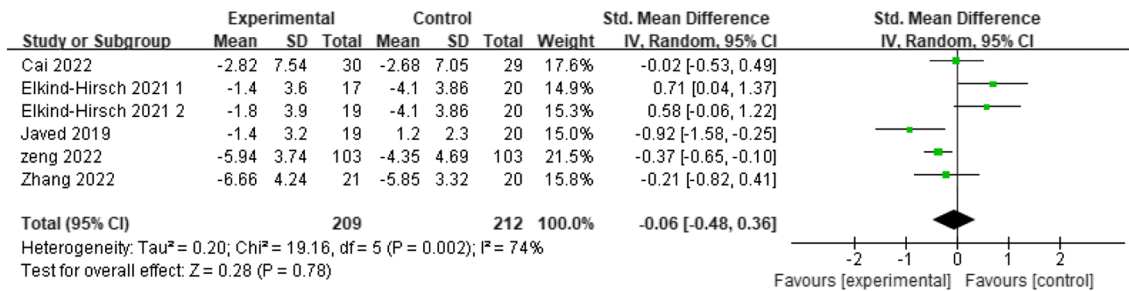 Experimental Control Std. Mean Difference Std. Mean Difference
Study or Subgroup Mean SD Total Mean SD Total Weight IV, Random, 95% CI IV, Random, 95% CI
Cai 2022 -2.82 7.54 30 -2.68 7.05 29 17.6% -0.02 [-0.53, 0.49]
Elkind-Hirsch 2021 1 -1.4 3.6 17 -4.1 3.86 20 14.9% 0.71 [0.04, 1.37]
Elkind-Hirsch 2021 2 -1.8 3.9 19 -4.1 3.86 20 15.3% 0.58 [-0.06, 1.22]
Javed 2019 -1.4 3.2 19 1.2 2.3 20 15.0% -0.92 [-1.58, -0.25]
zeng 2022 -5.94 3.74 103 -4.35 4.69 103 21.5% -0.37 [-0.65, -0.10]
Zhang 2022 -6.66 4.24 21 -5.85 3.32 20 15.8% -0.21 [-0.82, 0.41]
Total (95% CI) 209 212 100.0% -0.06 [-0.48, 0.36]
Heterogeneity: Tau² = 0.20; Chi² = 19.16, df = 5 (P = 0.002); I² = 74%
Test for overall effect: Z = 0.28 (P = 0.78)
-2 -1 0 1 2
Favours [experimental] Favours [control]